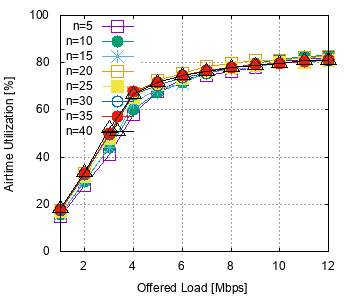 100
80
60
40
20
0
Airtime Utilization [%]
n=5
n=10
n=15
n=20
n=25
n=30
n=35
n=40
2
4
6
8
10
12
Offered Load [Mbps]